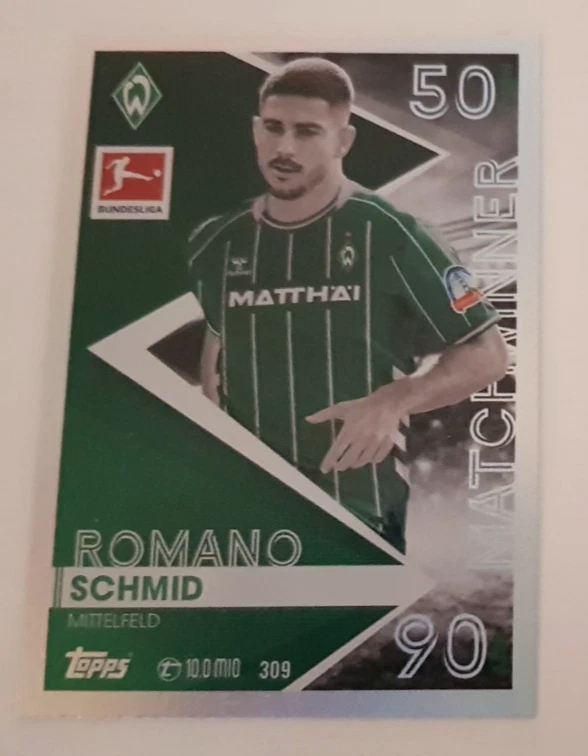 50
BUNDESLIGA
MATTHÄI
MATCHWINNER
ROMANO
SCHMID
MITTELFELD
90
Topps
10.0 MIO
309